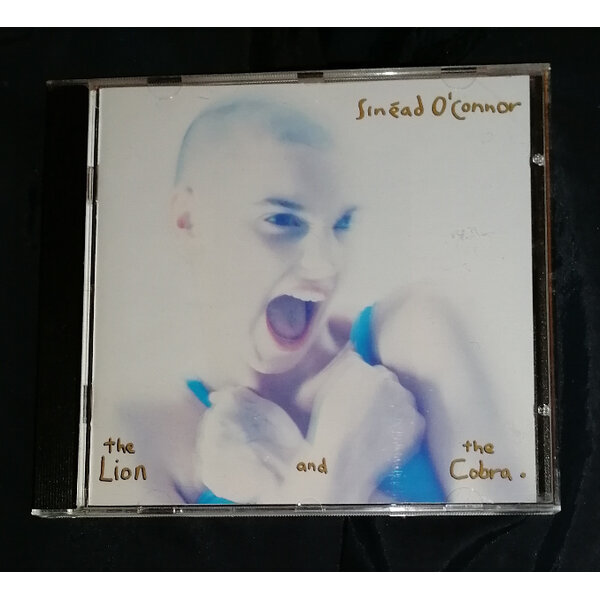 Sinéad O'Connor
the Lion and the Cobra.